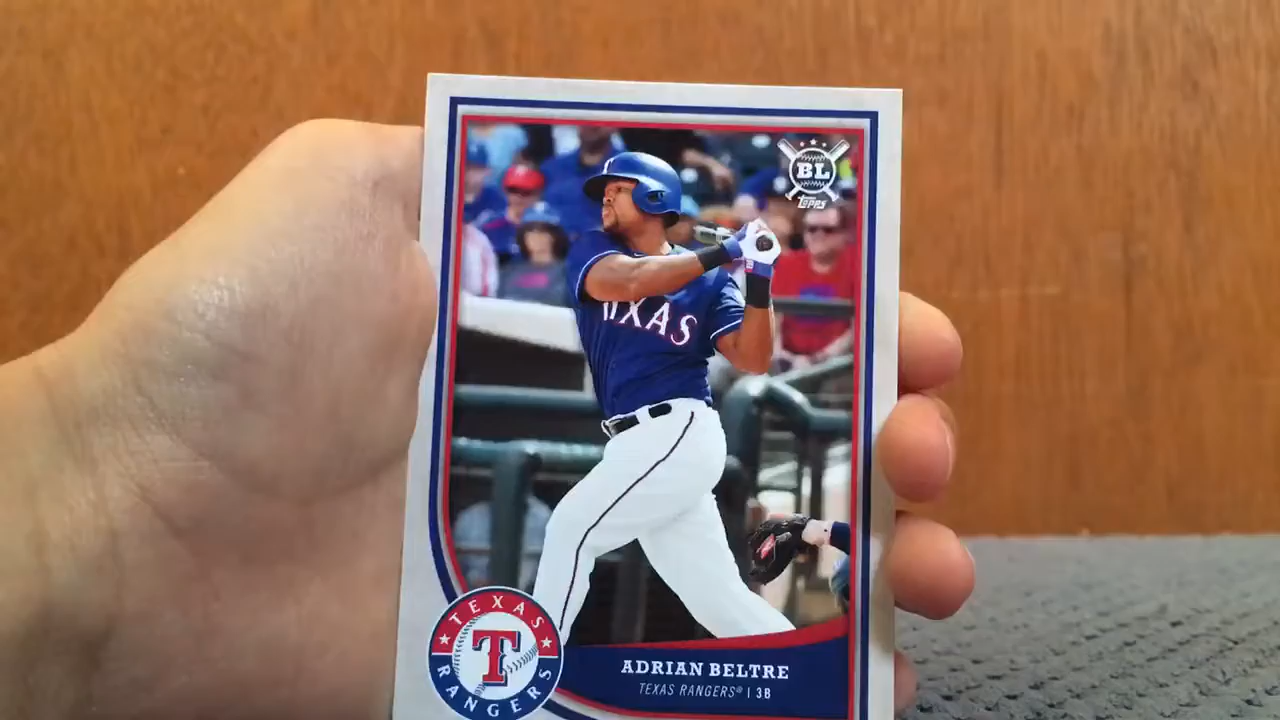 BL
TOPPS
TEXAS
TEXAS
T
RANGERS
ADRIAN BELTRE
TEXAS RANGERS® | 3B